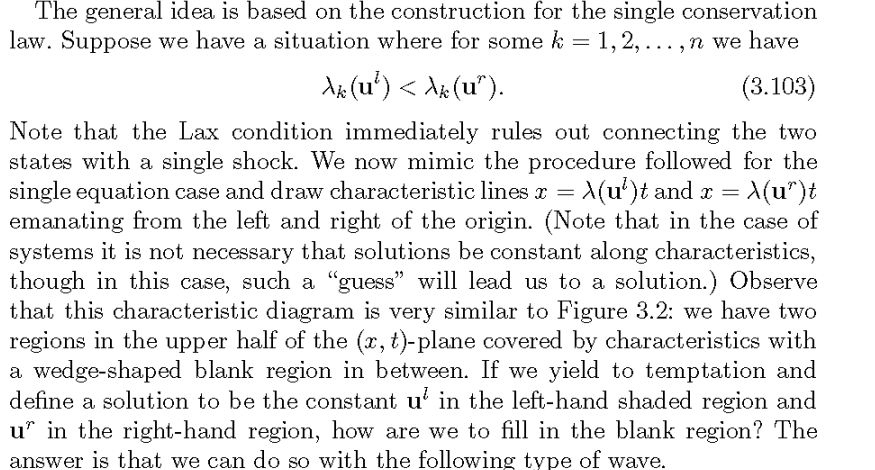 The general idea is based on the construction for the single conservation
law. Suppose we have a situation where for some k = 1, 2, . . . , n we have
λₖ(uˡ) < λₖ(uʳ). (3.103)
Note that the Lax condition immediately rules out connecting the two
states with a single shock. We now mimic the procedure followed for the
single equation case and draw characteristic lines x = λ(uˡ)t and x = λ(uʳ)t
emanating from the left and right of the origin. (Note that in the case of
systems it is not necessary that solutions be constant along characteristics,
though in this case, such a “guess” will lead us to a solution.) Observe
that this characteristic diagram is very similar to Figure 3.2: we have two
regions in the upper half of the (x, t)-plane covered by characteristics with
a wedge-shaped blank region in between. If we yield to temptation and
define a solution to be the constant uˡ in the left-hand shaded region and
uʳ in the right-hand region, how are we to fill in the blank region? The
answer is that we can do so with the following type of wave.